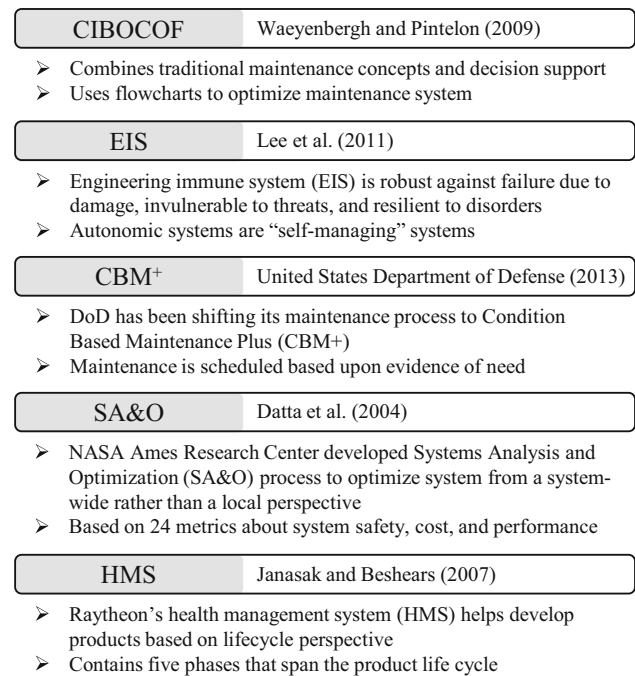 CIBOCOF Waeyenbergh and Pintelon (2009)
➢ Combines traditional maintenance concepts and decision support
➢ Uses flowcharts to optimize maintenance system
EIS Lee et al. (2011)
➢ Engineering immune system (EIS) is robust against failure due to
damage, invulnerable to threats, and resilient to disorders
➢ Autonomic systems are “self-managing” systems
CBM⁺ United States Department of Defense (2013)
➢ DoD has been shifting its maintenance process to Condition
Based Maintenance Plus (CBM+)
➢ Maintenance is scheduled based upon evidence of need
SA&O Datta et al. (2004)
➢ NASA Ames Research Center developed Systems Analysis and
Optimization (SA&O) process to optimize system from a system-
wide rather than a local perspective
➢ Based on 24 metrics about system safety, cost, and performance
HMS Janasak and Beshears (2007)
➢ Raytheon’s health management system (HMS) helps develop
products based on lifecycle perspective
➢ Contains five phases that span the product life cycle